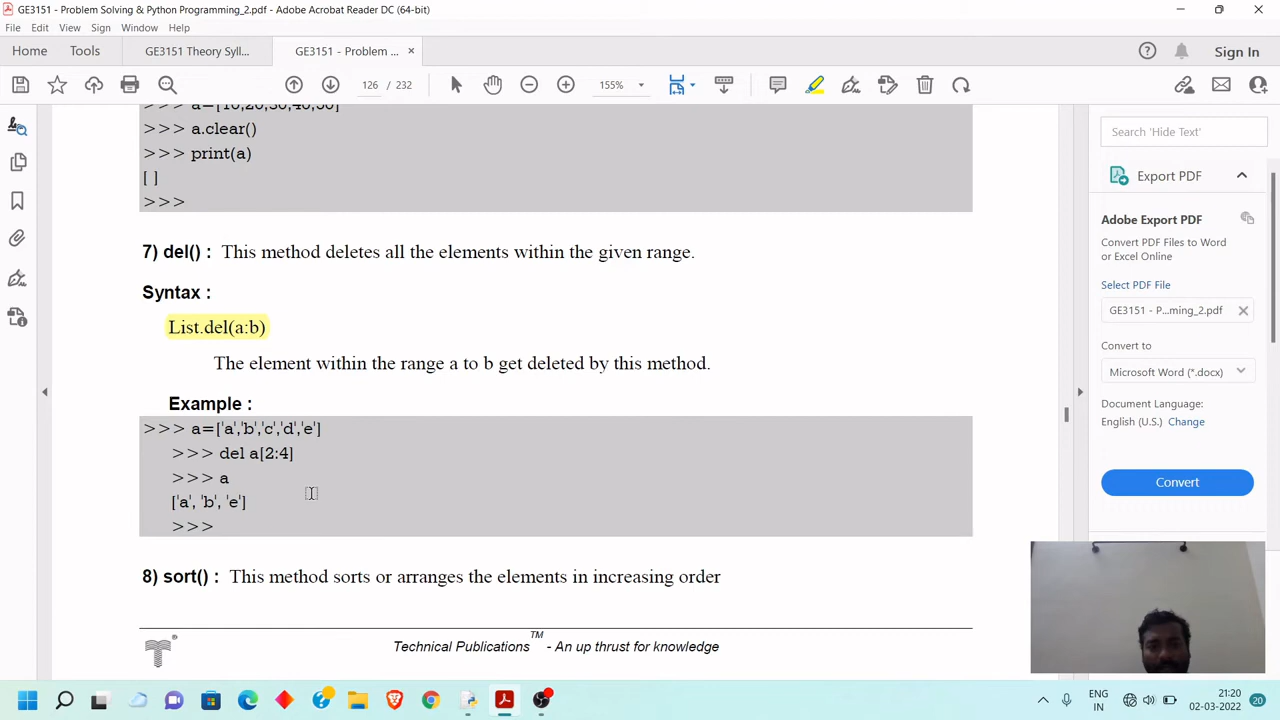 GE3151 - Problem Solving & Python Programming_2.pdf - Adobe Acrobat Reader DC (64-bit)
File Edit View Sign Window Help
Home Tools GE3151 Theory Syll... GE3151 - Problem ... × Sign In
126 / 232 155%
>>> a=[10,20,30,40,50]
>>> a.clear()
>>> print(a)
[ ]
>>>
7) del() : This method deletes all the elements within the given range.
Syntax :
List.del(a:b)
The element within the range a to b get deleted by this method.
Example :
>>> a=['a','b','c','d','e']
>>> del a[2:4]
>>> a
['a', 'b', 'e']
>>>
8) sort() : This method sorts or arranges the elements in increasing order
Technical Publications™ - An up thrust for knowledge
Search 'Hide Text'
Export PDF
Adobe Export PDF
Convert PDF Files to Word
or Excel Online
Select PDF File
GE3151 - P...ming_2.pdf
Convert to
Microsoft Word (*.docx)
Document Language:
English (U.S.) Change
Convert
ENG
IN
21:20
02-03-2022
20